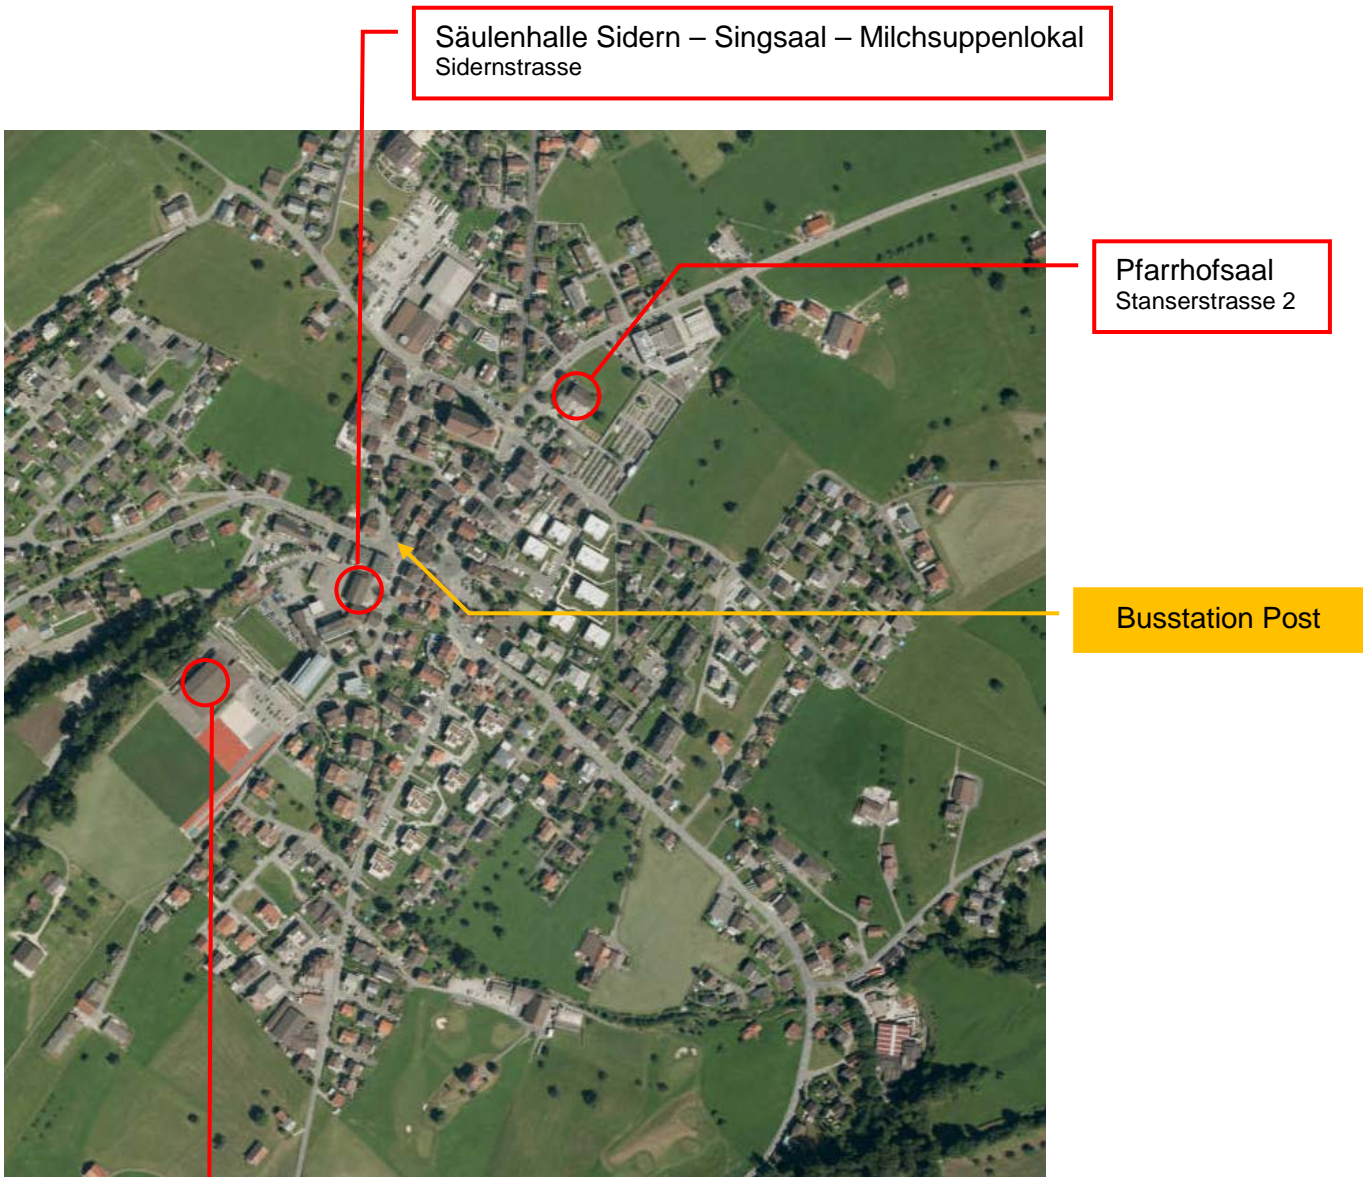 Säulenhalle Sidern – Singsaal – Milchsuppenlokal
Sidernstrasse
Pfarrhofsaal
Stanserstrasse 2
Busstation Post